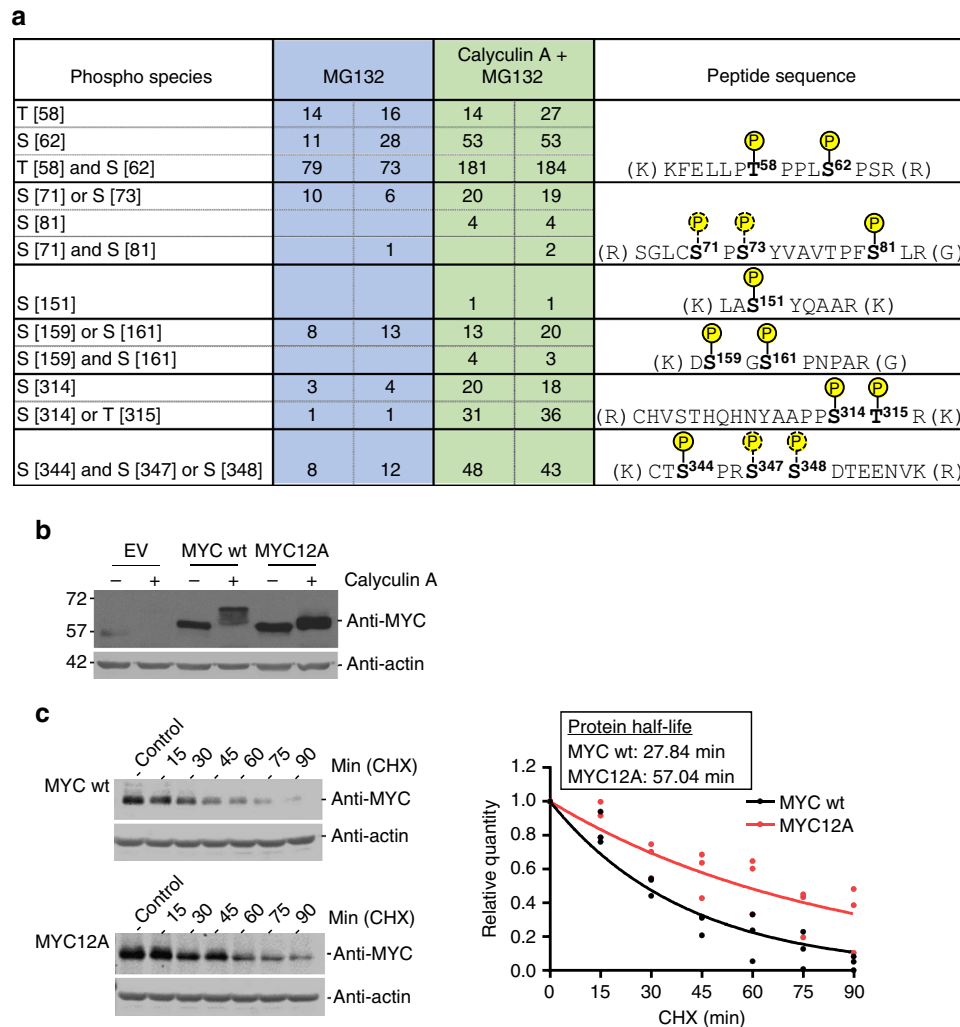 a
Phospho species MG132 Calyculin A + MG132 Peptide sequence
T [58] 14 16 14 27
S [62] 11 28 53 53
T [58] and S [62] 79 73 181 184
P P
(K) KFELLPT58 PPLS62 PSR (R)
S [71] or S [73] 10 6 20 19
S [81] 4 4
S [71] and S [81] 1 2
P P P
(R) SGLCS71 PS73 YVAVTPFS81 LR (G)
S [151] 1 1
P
(K) LAS151 YQAAR (K)
S [159] or S [161] 8 13 13 20
S [159] and S [161] 4 3
P P
(K) DS159 GS161 PNPAR (G)
S [314] 3 4 20 18
S [314] or T [315] 1 1 31 36
P P
(R) CHVSTHQHNYAAPPS314 T315 R (K)
S [344] and S [347] or S [348] 8 12 48 43
P P P
(K) CTS344 PRS347 S348 DTEENVK (R)
b
EV MYC wt MYC12A
– + – + – + Calyculin A
72
57
42
-Anti-MYC
-Anti-actin
c
MYC wt
- Control - 15 - 30 - 45 - 60 - 75 - 90 Min (CHX)
- Anti-MYC
Anti-actin
MYC12A
- Control - 15 - 30 - 45 - 60 - 75 - 90 Min (CHX)
- Anti-MYC
-Anti-actin
Protein half-life
MYC wt: 27.84 min
MYC12A: 57.04 min
MYC wt
MYC12A
Relative quantity
1.2
1.0
0.8
0.6
0.4
0.2
0.0
0 15 30 45 60 75 90
CHX (min)